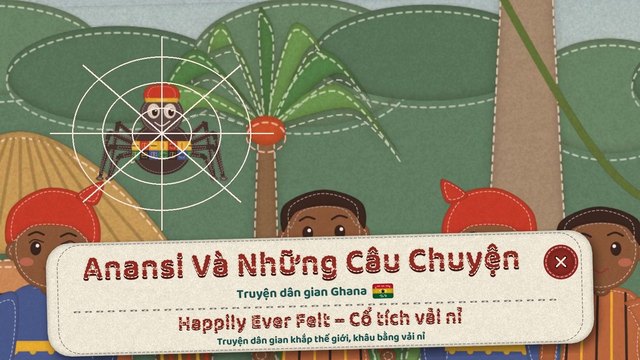 Anansi Và Những Câu Chuyện
Truyện dân gian Ghana
Happily Ever Felt – Cổ tích vải nỉ
Truyện dân gian khắp thế giới, khâu bằng vải nỉ